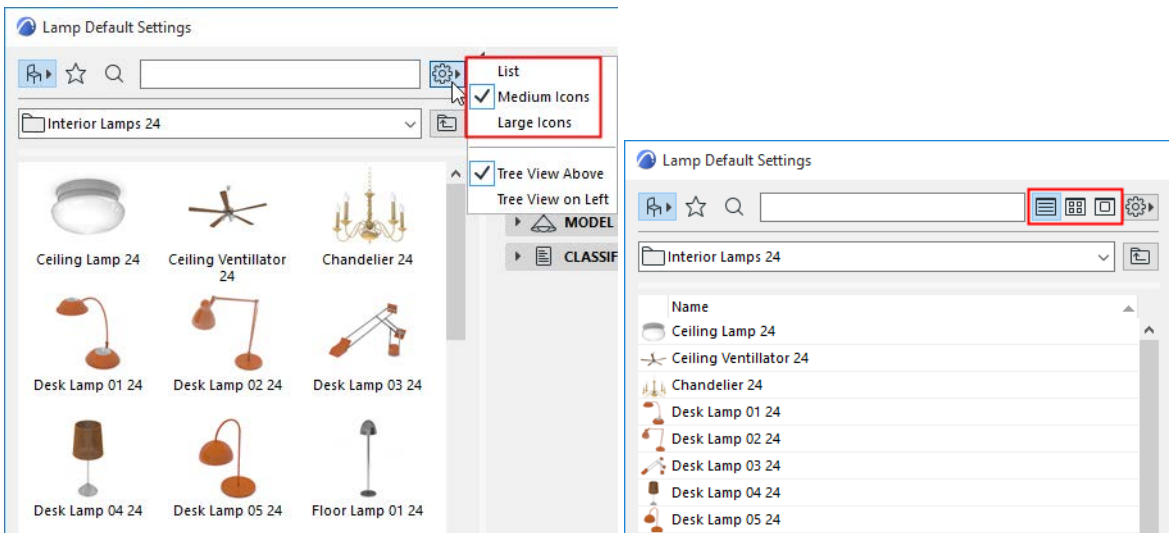 Lamp Default Settings
List
Medium Icons
Large Icons
Interior Lamps 24
Tree View Above
Tree View on Left
MODEL
CLASSIF
Ceiling Lamp 24
Ceiling Ventillator
24
Chandelier 24
Desk Lamp 01 24
Desk Lamp 02 24
Desk Lamp 03 24
Desk Lamp 04 24
Desk Lamp 05 24
Floor Lamp 01 24
Lamp Default Settings
Interior Lamps 24
Name
Ceiling Lamp 24
Ceiling Ventillator 24
Chandelier 24
Desk Lamp 01 24
Desk Lamp 02 24
Desk Lamp 03 24
Desk Lamp 04 24
Desk Lamp 05 24